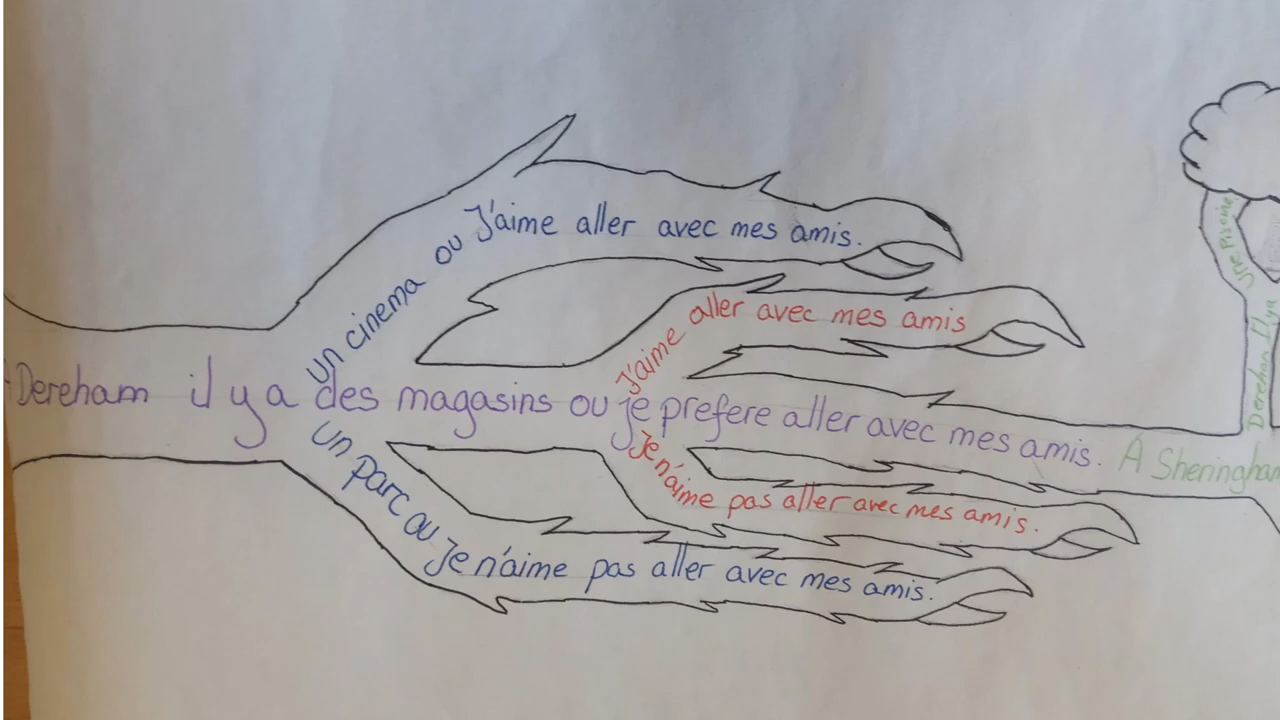 un cinema ou J'aime aller avec mes amis.
J'aime aller avec mes amis
Dereham il y a des magasins ou je prefere aller avec mes amis. À Sheringham
Je n'aime pas aller avec mes amis.
un parc ou Je n'aime pas aller avec mes amis.
Dereham Il ya
une piscine